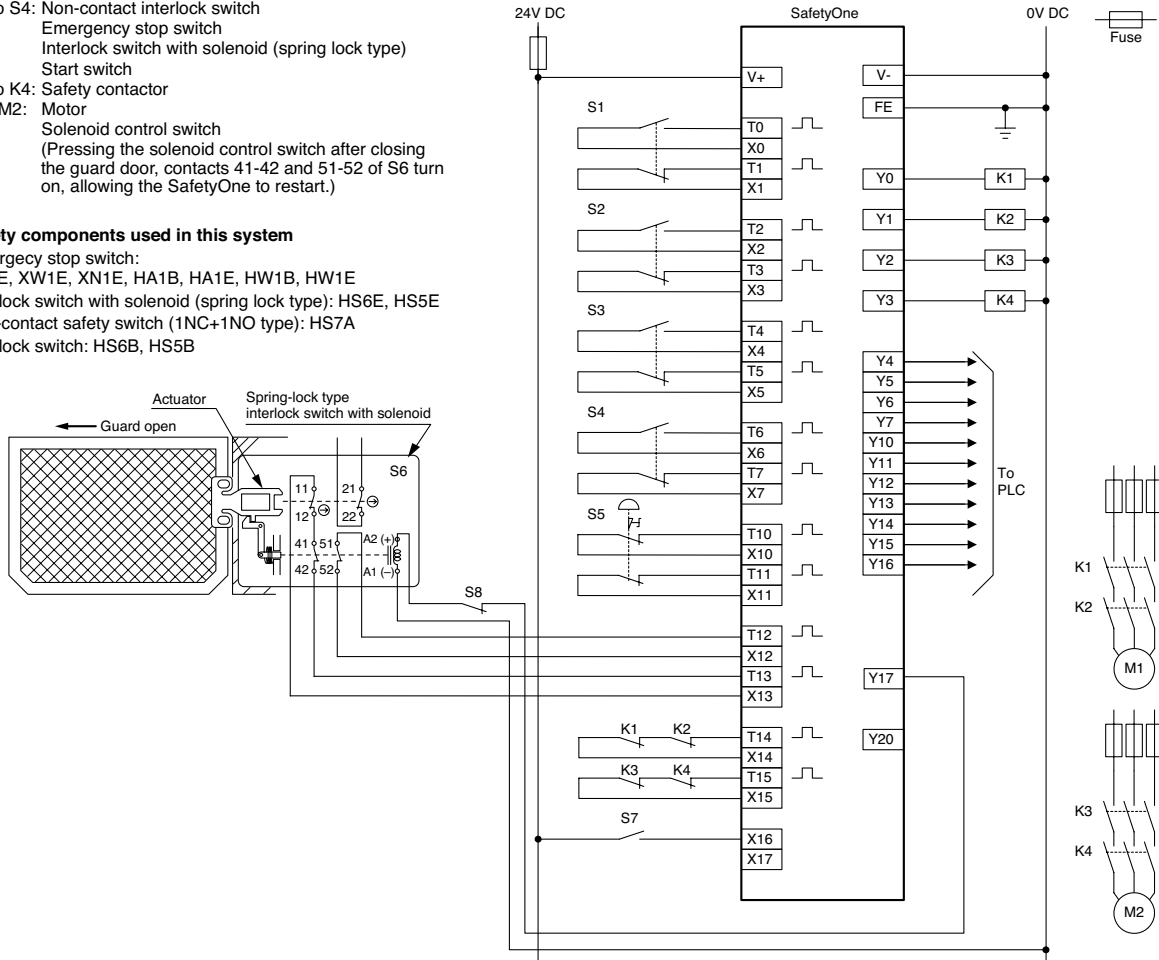 S4: Non-contact interlock switch
Emergency stop switch
Interlock switch with solenoid (spring lock type)
Start switch
K4: Safety contactor
M2: Motor
Solenoid control switch
(Pressing the solenoid control switch after closing
the guard door, contacts 41-42 and 51-52 of S6 turn
on, allowing the SafetyOne to restart.)
components used in this system
stop switch:
XW1E, XN1E, HA1B, HA1E, HW1B, HW1E
switch with solenoid (spring lock type): HS6E, HS5E
-contact safety switch (1NC+1NO type): HS7A
switch: HS6B, HS5B
24V DC
SafetyOne
0V DC
Fuse
V+
V-
FE
S1
T0
X0
T1
X1
Y0
K1
S2
T2
X2
T3
X3
Y1
K2
Y2
K3
Y3
K4
S3
T4
X4
T5
X5
Y4
Y5
Y6
Y7
Y10
Y11
Y12
Y13
Y14
Y15
Y16
To
PLC
S4
T6
X6
T7
X7
S5
T10
X10
T11
X11
Actuator
Spring-lock type
interlock switch with solenoid
Guard open
S6
11
21
12
22
41
51
A2 (+)
42
52
A1 (–)
S8
T12
X12
T13
X13
Y17
K1
K2
T14
X14
Y20
K3
K4
T15
X15
S7
X16
X17
K1
K2
M1
K3
K4
M2